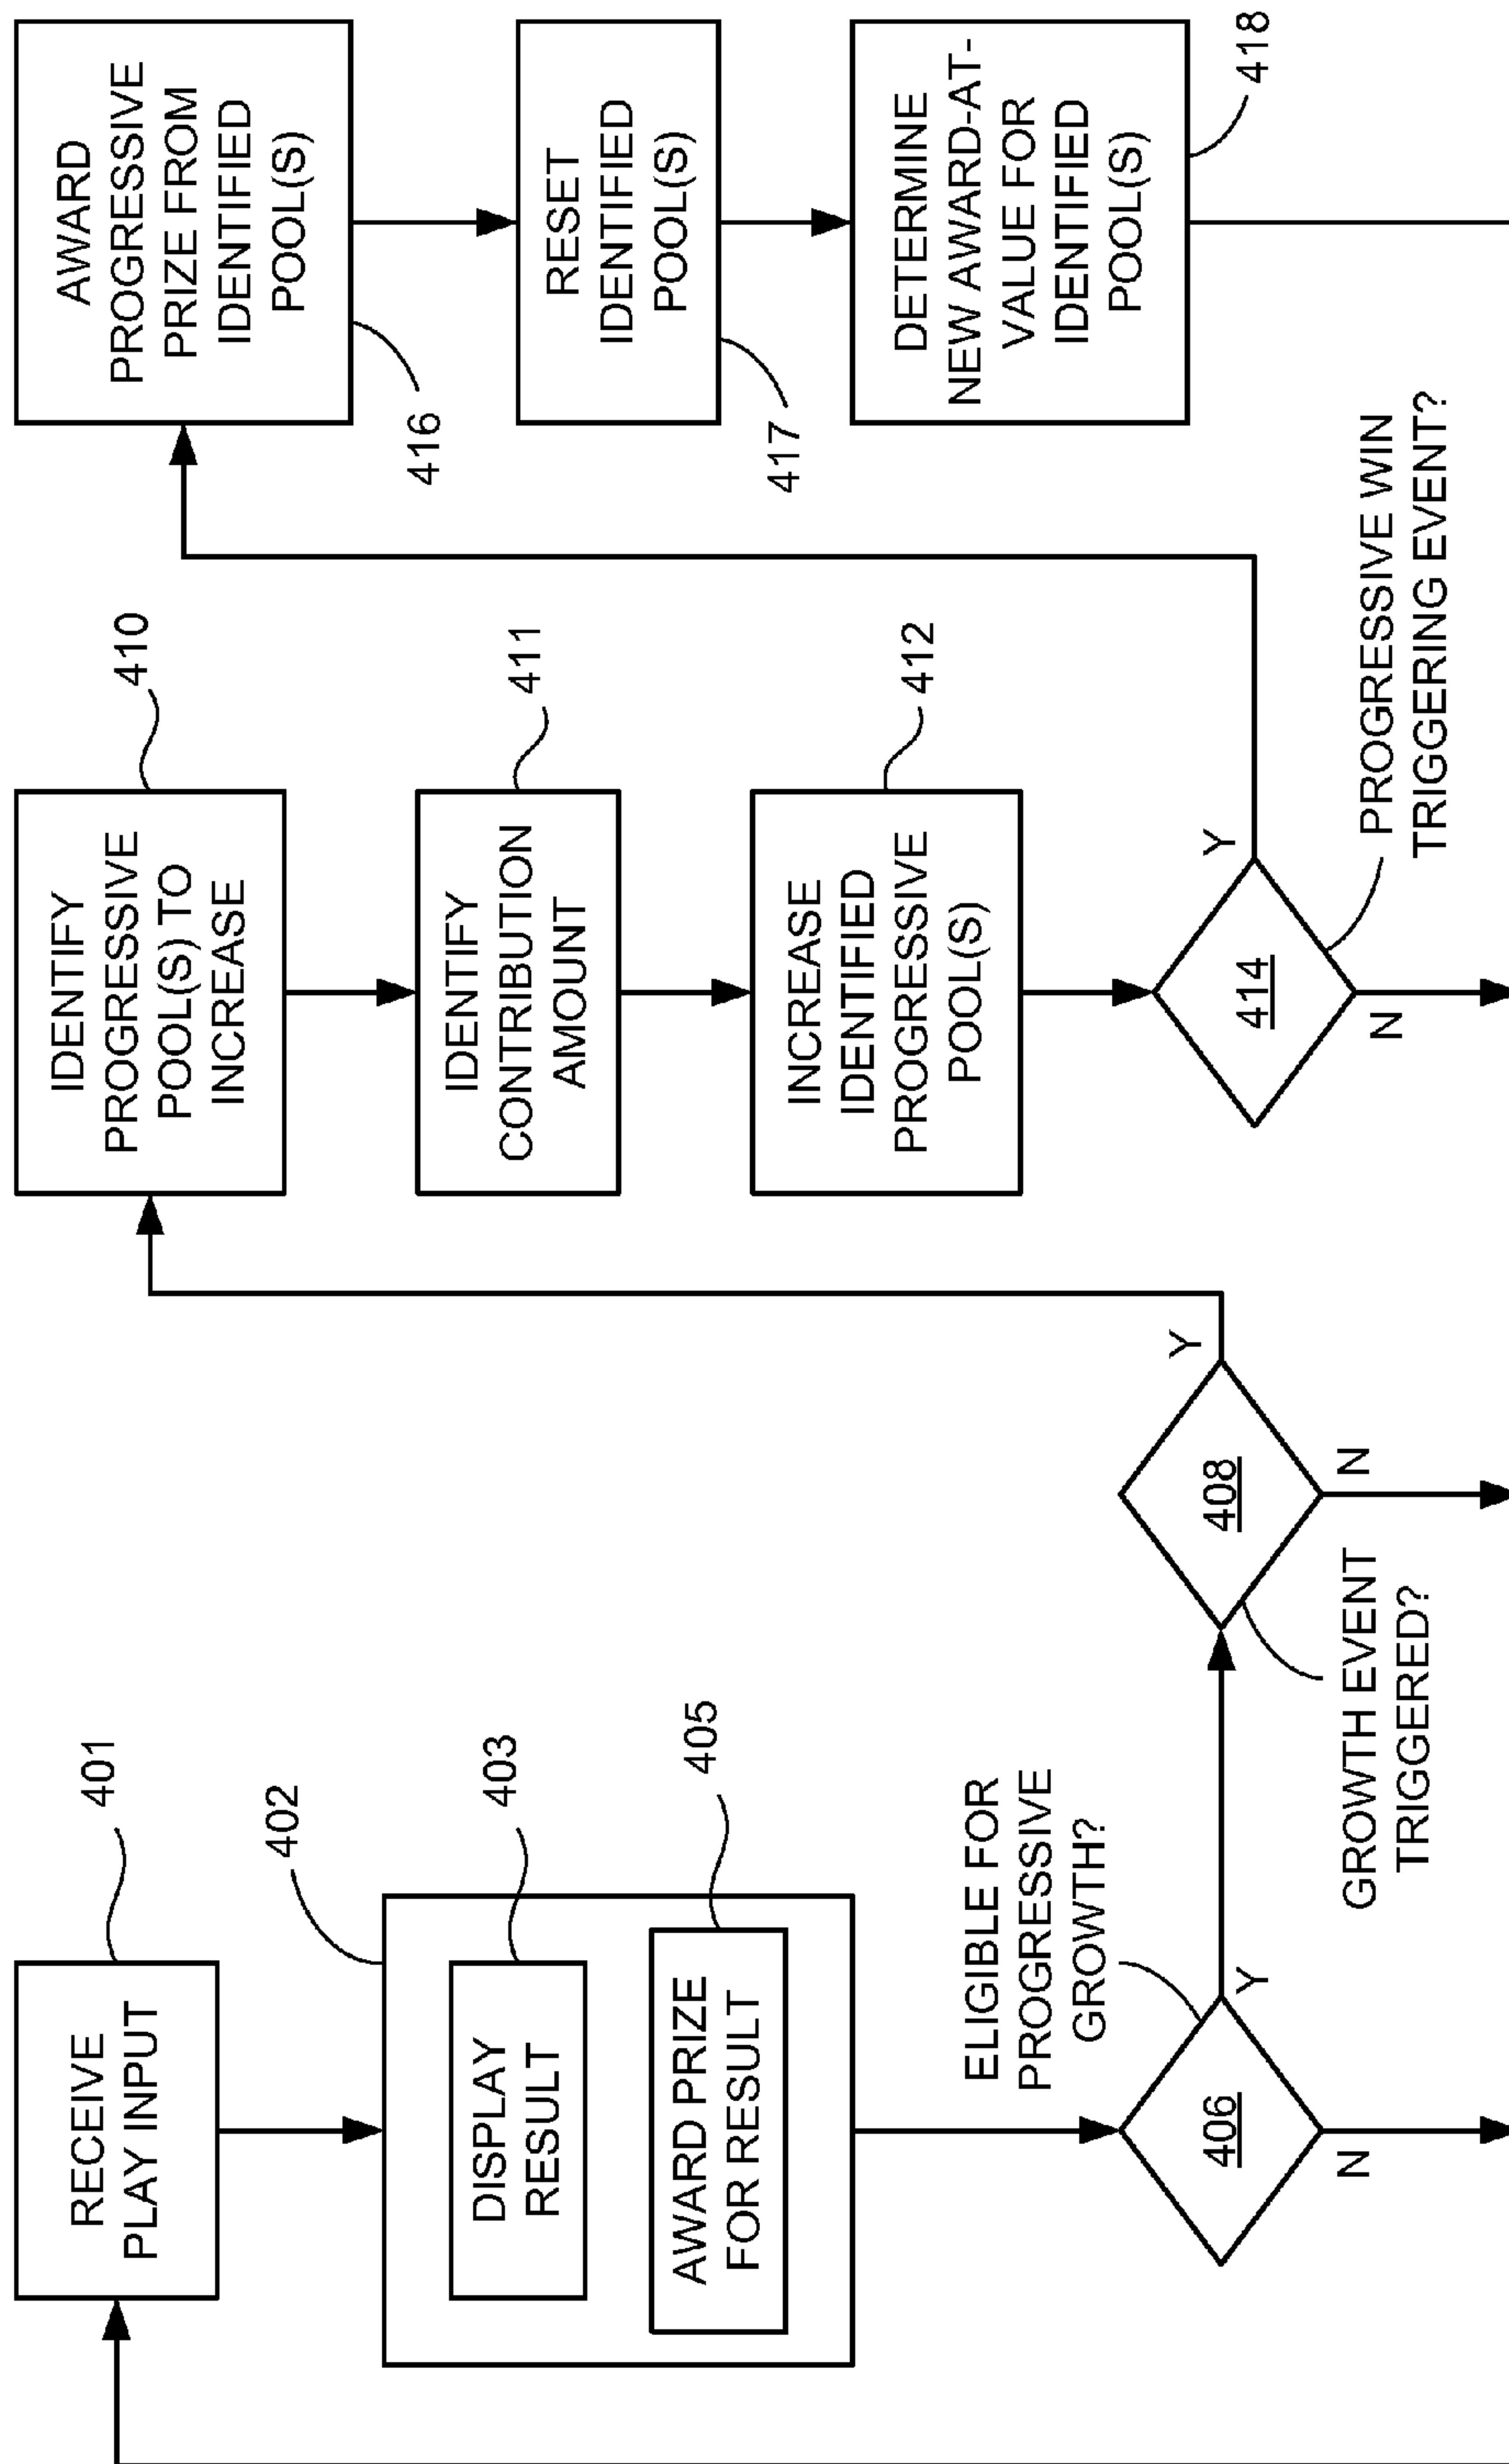 401
RECEIVE
PLAY INPUT
402
403
DISPLAY
RESULT
405
AWARD PRIZE
FOR RESULT
ELIGIBLE FOR
PROGRESSIVE
GROWTH?
406
Y
N
408
Y
N
GROWTH EVENT
TRIGGERED?
410
IDENTIFY
PROGRESSIVE
POOL(S) TO
INCREASE
411
IDENTIFY
CONTRIBUTION
AMOUNT
412
INCREASE
IDENTIFIED
PROGRESSIVE
POOL(S)
414
Y
N
PROGRESSIVE WIN
TRIGGERING EVENT?
AWARD
PROGRESSIVE
PRIZE FROM
IDENTIFIED
POOL(S)
416
RESET
IDENTIFIED
POOL(S)
417
DETERMINE
NEW AWARD-AT-
VALUE FOR
IDENTIFIED
POOL(S)
418